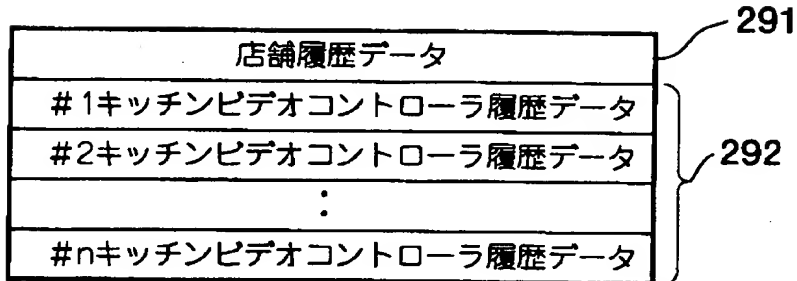 291
店舗履歴データ
#1キッチンビデオコントローラ履歴データ
#2キッチンビデオコントローラ履歴データ
:
#nキッチンビデオコントローラ履歴データ
292